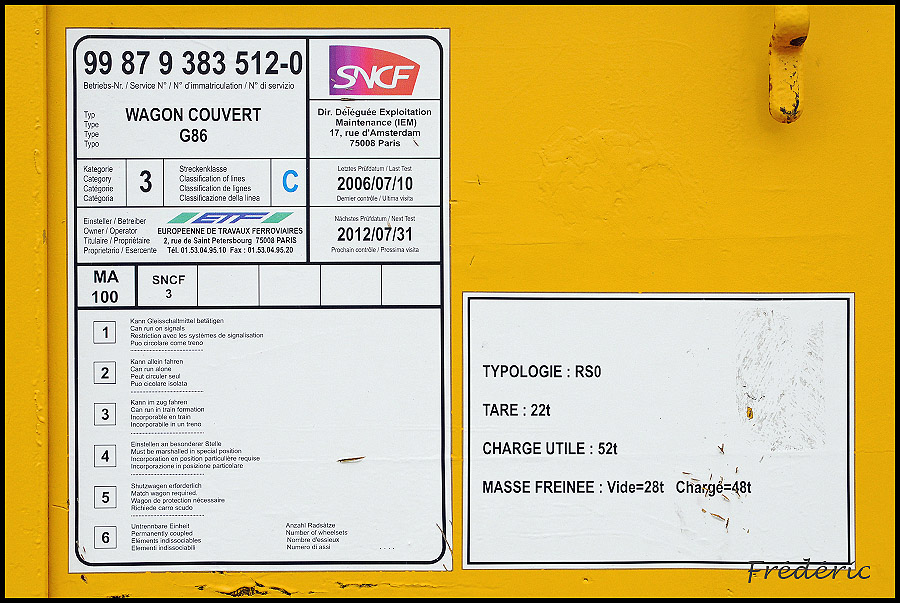 99 87 9 383 512-0
Betriebs-Nr. / Service N° / N° d'immatriculation / N° di servizio
Typ
Type
Type
Typo
WAGON COUVERT
G86
SNCF
Dir. Déléguée Exploitation
Maintenance (IEM)
17, rue d'Amsterdam
75008 Paris
Kategorie
Category
Catégorie
Catégoria
3
Streckenklasse
Classification of lines
Classification de lignes
Classificazione della linea
C
Letztes Prüfdatum / Last Test
2006/07/10
Dernier contrôle / Ultima visita
Einsteller / Betreiber
Owner / Operator
Titulaire / Propriétaire
Proprietario / Esercente
ETF
EUROPEENNE DE TRAVAUX FERROVIAIRES
2, rue de Saint Petersbourg 75008 PARIS
Tél. 01.53.04.95.10 Fax : 01.53.04.95.20
Nächstes Prüfdatum / Next Test
2012/07/31
Prochain contrôle / Prossima visita
MA
100
SNCF
3
1
Kann Gleisschaltmittel betätigen
Can run on signals
Restriction avec les systèmes de signalisation
Puo circolare come treno
2
Kann allein fahren
Can run alone
Peut circuler seul
Puo cicolare isolata
3
Kann im zug fahren
Can run in train formation
Incorporable en train
Incorporabile in un treno
4
Einstellen an besonderer Stelle
Must be marshalled in special position
Incorporation en position particulière requise
Incorporazione in posizione particolare
5
Shutzwagen erforderlich
Match wagon required.
Wagon de protection nécessaire
Richiede carro scudo
6
Untrennbare Einheit
Permanently coupled
Eléments indissociables
Elementi indissociabili
Anzahl Radsätze
Number of wheelsets
Nombre d'essieux
Numero di assi
....
TYPOLOGIE : RS0
TARE : 22t
CHARGE UTILE : 52t
MASSE FREINEE : Vide=28t Chargé=48t
Frédéric